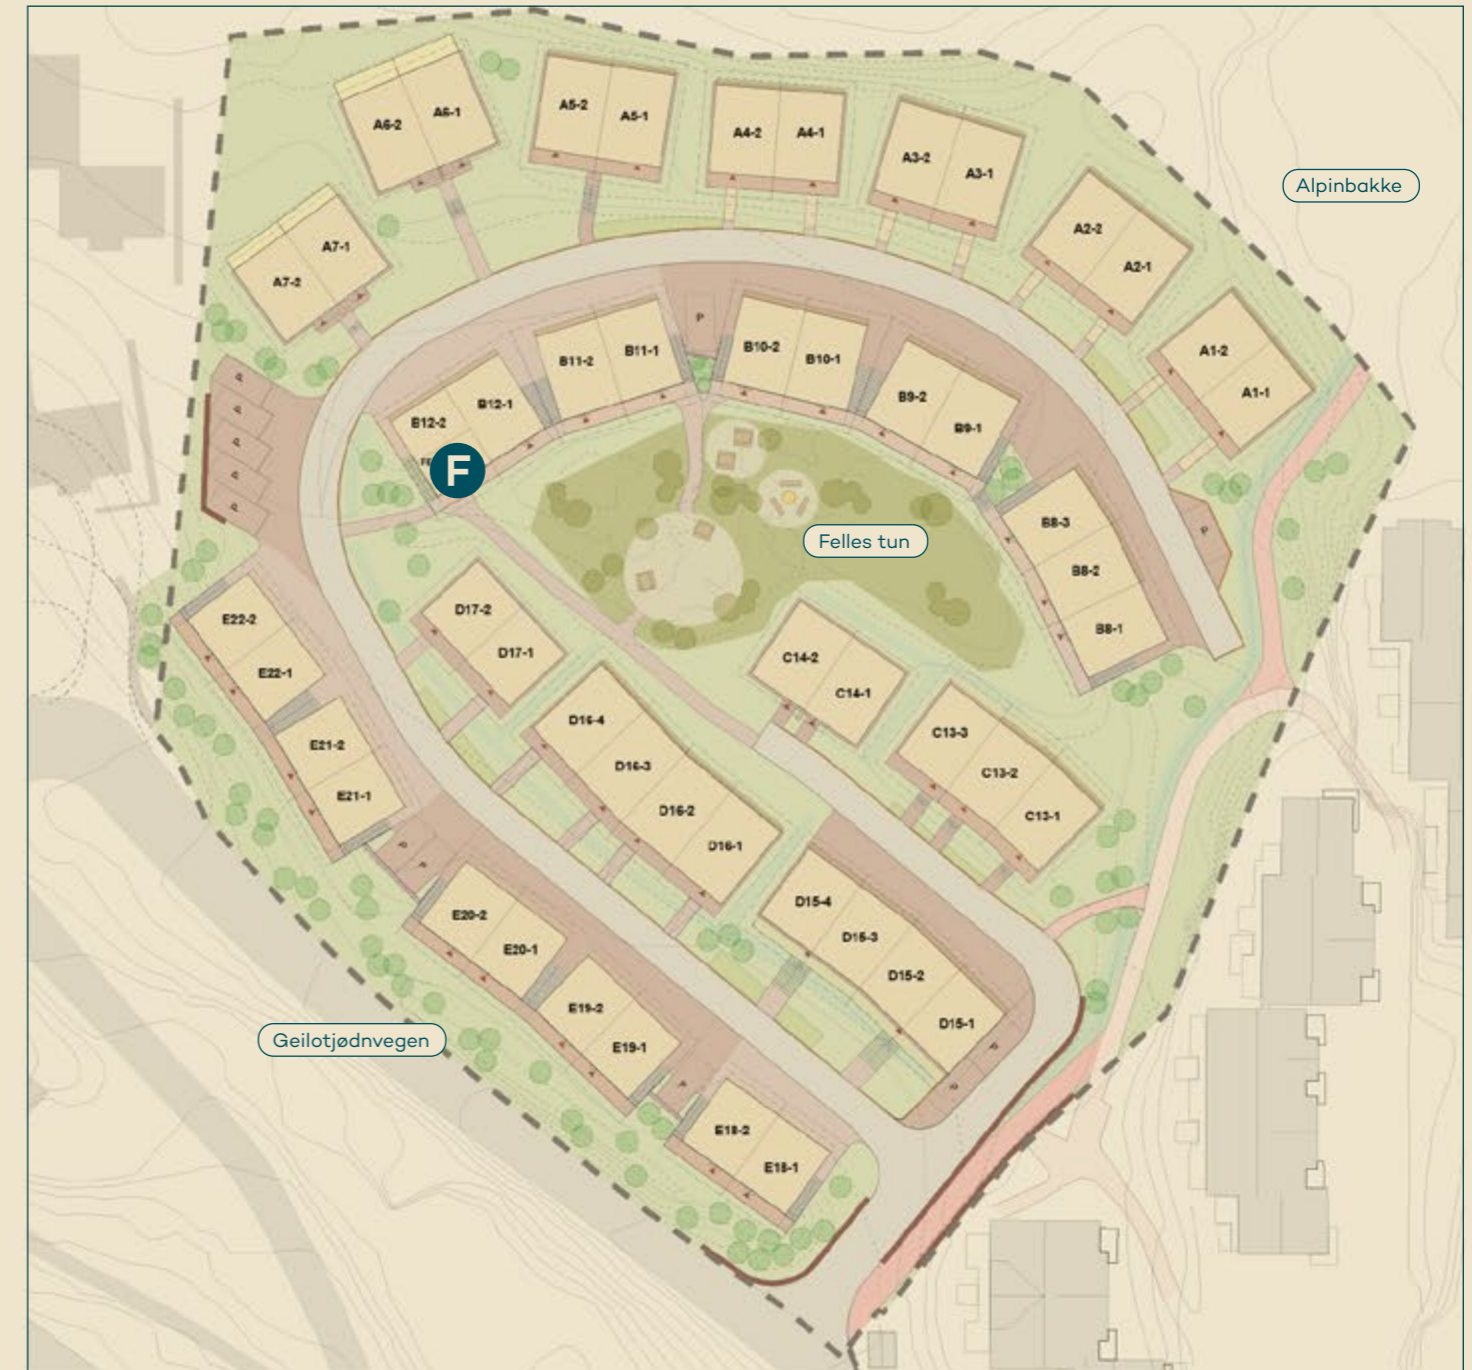 A6-2
A6-1
A5-2
A5-1
A4-2
A4-1
A3-2
A3-1
Alpinbakke
A7-1
A7-2
A2-2
A2-1
P
B11-2
B11-1
B10-2
B10-1
A1-2
A1-1
P
P
P
P
P
B12-2
B12-1
B9-2
B9-1
F
B8-3
P
Felles tun
B8-2
B8-1
E22-2
E22-1
D17-2
D17-1
C14-2
C14-1
E21-2
E21-1
D16-4
D16-3
D16-2
D16-1
C13-3
C13-2
C13-1
P
P
E20-2
E20-1
D15-4
D15-3
D15-2
D15-1
Geilotjødnvegen
E19-2
E19-1
P
P
P
E18-2
E18-1